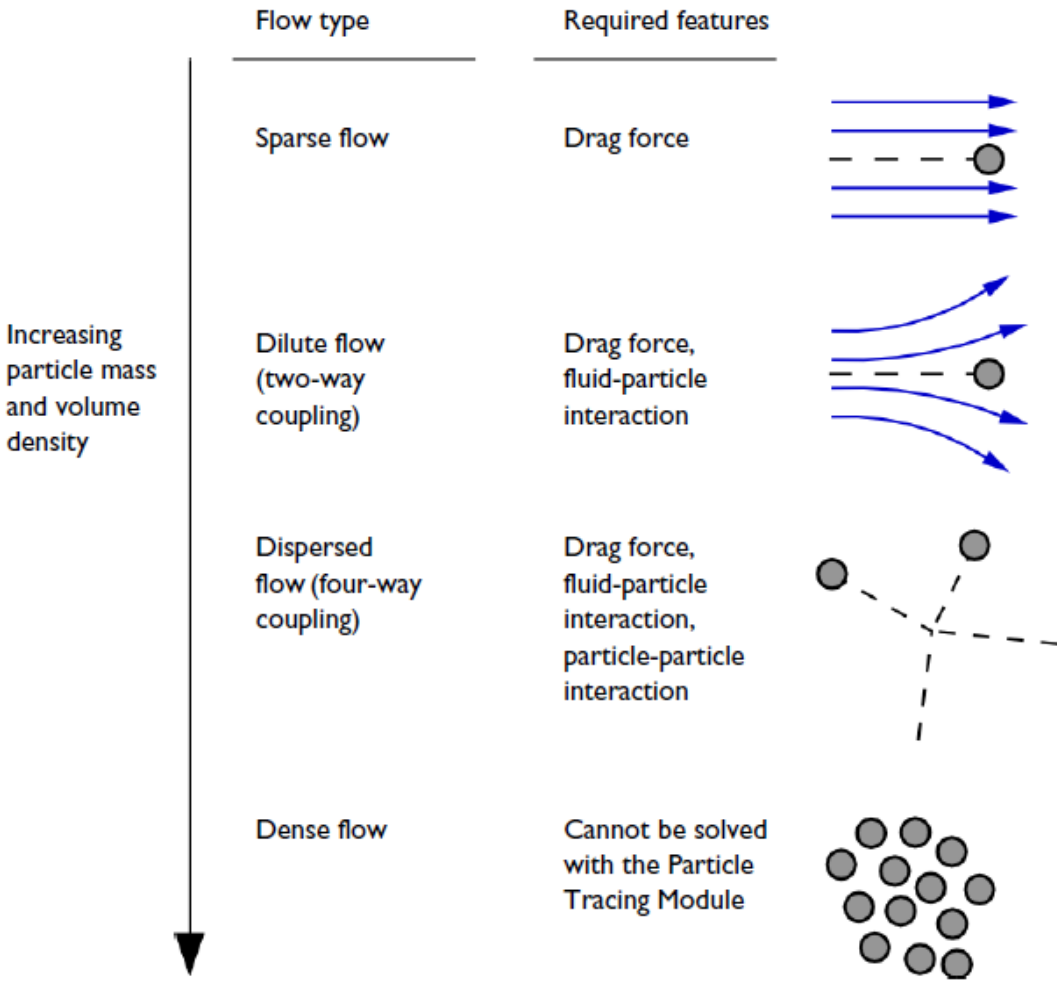 Flow type
Required features
Sparse flow
Drag force
Increasing
particle mass
and volume
density
Dilute flow
(two-way
coupling)
Drag force,
fluid-particle
interaction
Dispersed
flow (four-way
coupling)
Drag force,
fluid-particle
interaction,
particle-particle
interaction
Dense flow
Cannot be solved
with the Particle
Tracing Module